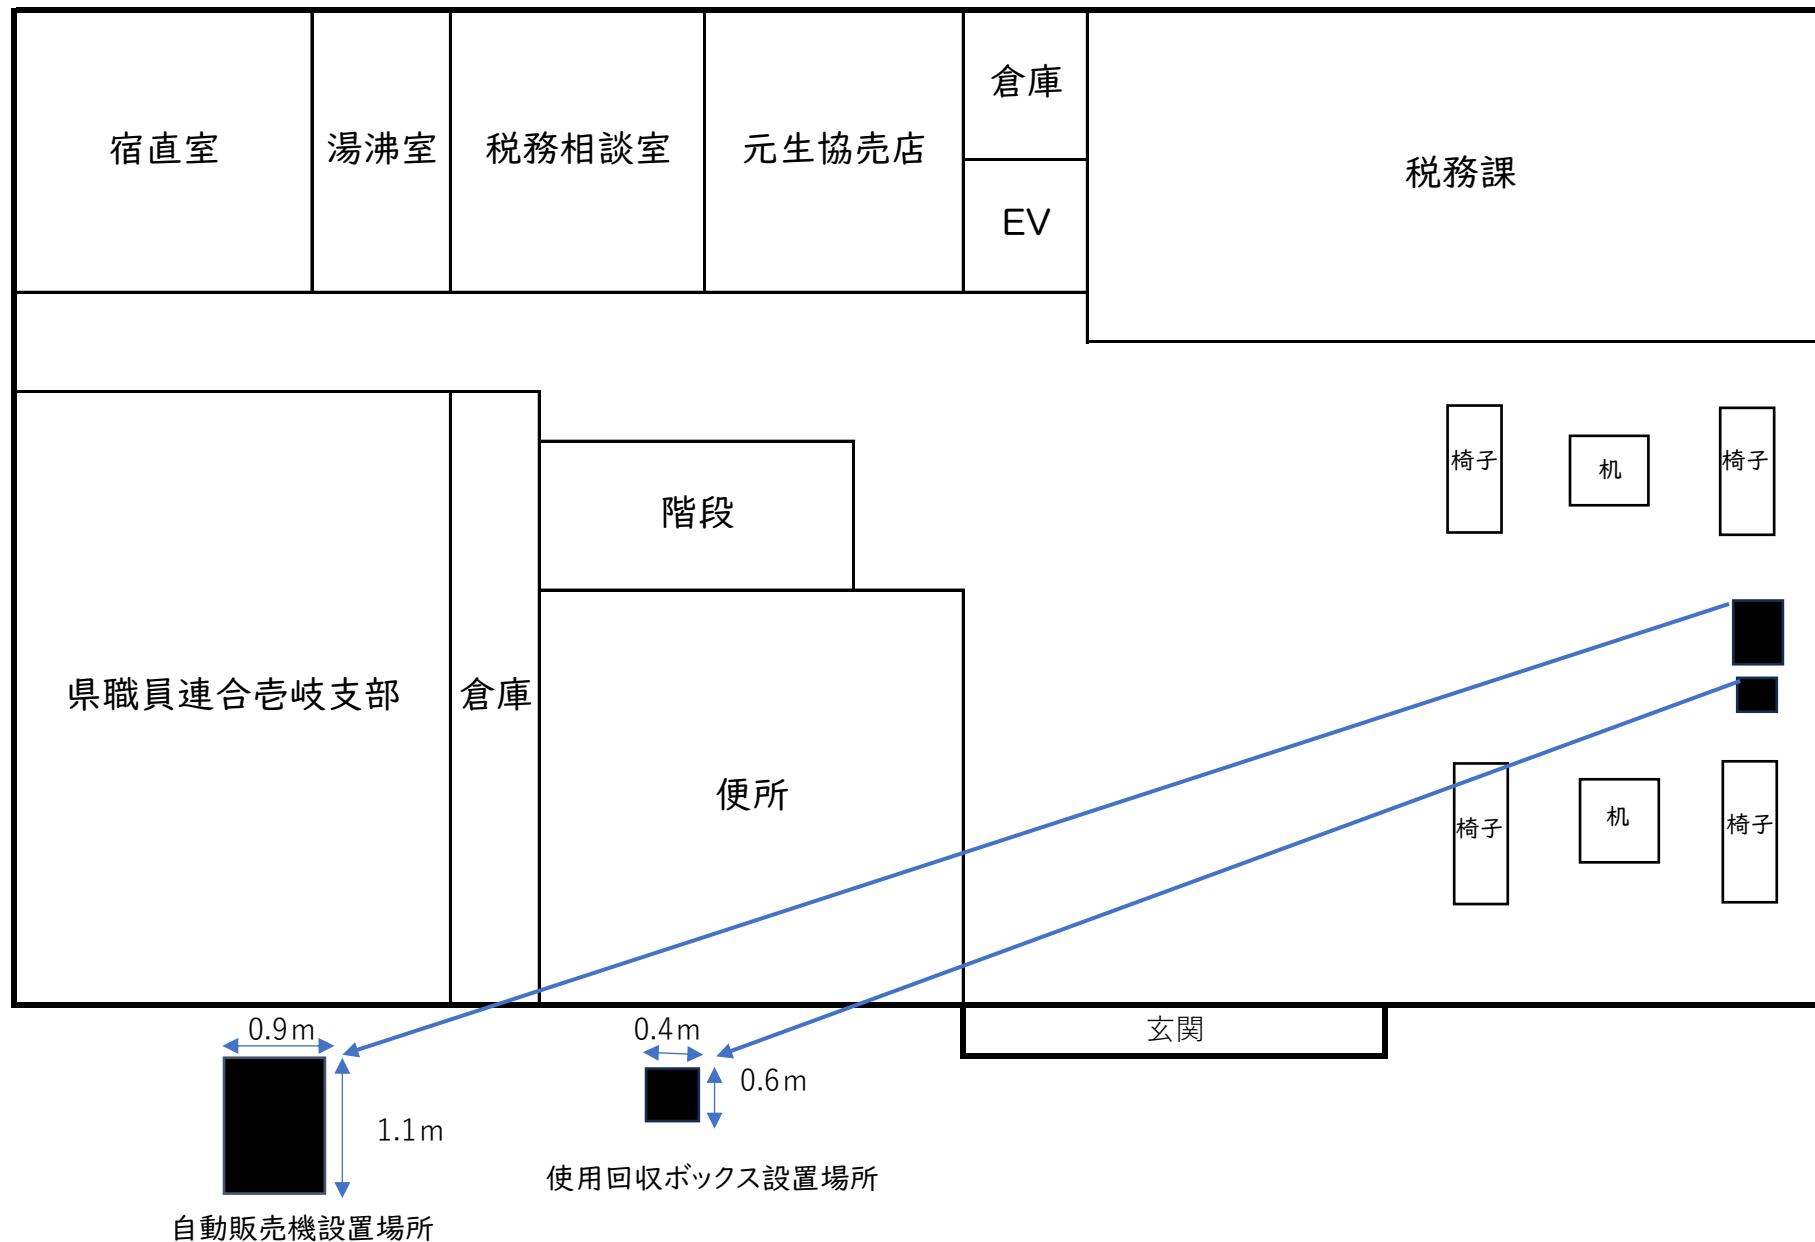 宿直室
湯沸室
税務相談室
元生協売店
倉庫
EV
税務課
椅子
机
椅子
階段
県職員連合壱岐支部
倉庫
便所
椅子
机
椅子
玄関
0.9m
1.1m
自動販売機設置場所
0.4m
0.6m
使用回収ボックス設置場所